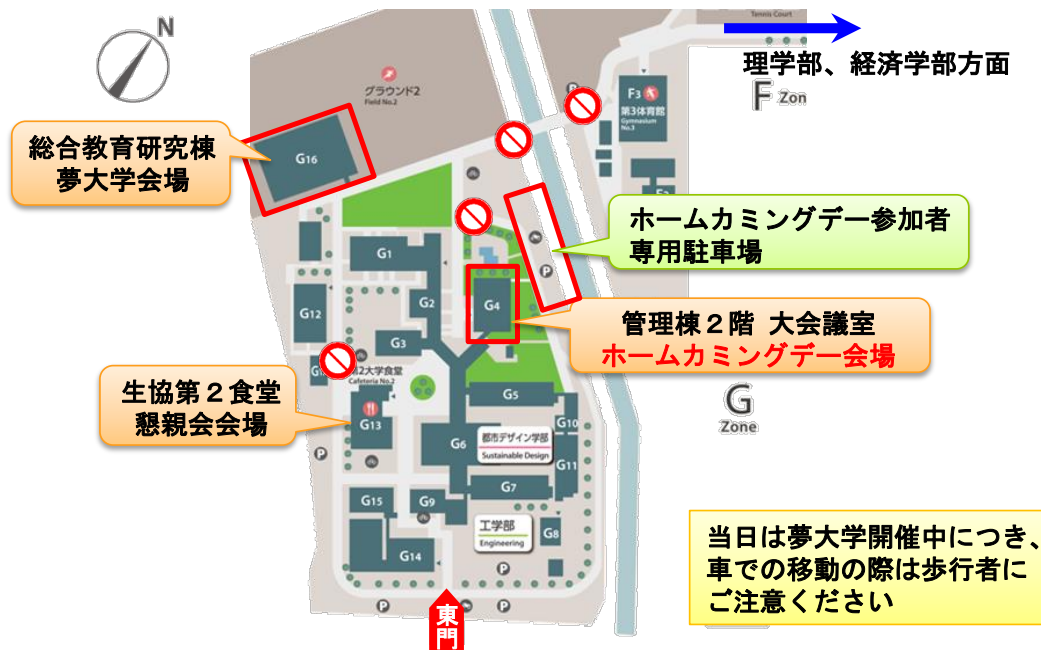 N
Tennis Court
理学部、経済学部方面
F Zon
グラウンド2
Field No.2
F3
第3体育館
Gymnasium
No.3
総合教育研究棟
夢大学会場
G16
ホームカミングデー参加者
専用駐車場
P
G1
G2
G4
G12
G3
管理棟2階 大会議室
ホームカミングデー会場
第2大学食堂
Cafeteria No.2
生協第2食堂
懇親会会場
G5
G
Zone
G13
G10
G6
都市デザイン学部
Sustainable Design
P
G11
G7
G15
G9
工学部
Engineering
G8
G14
P
P
P
P
東門
当日は夢大学開催中につき、
車での移動の際は歩行者に
ご注意ください